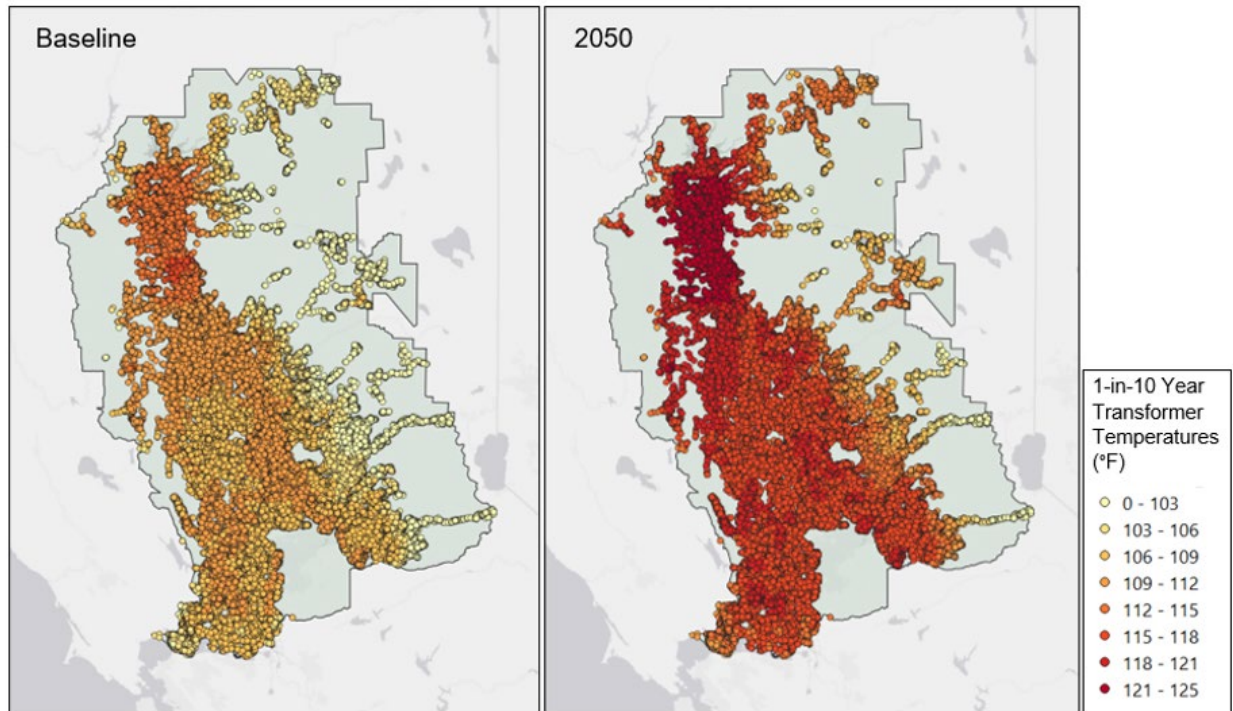 Baseline
2050
1-in-10 Year
Transformer
Temperatures
(°F)
0 - 103
103 - 106
106 - 109
109 - 112
112 - 115
115 - 118
118 - 121
121 - 125